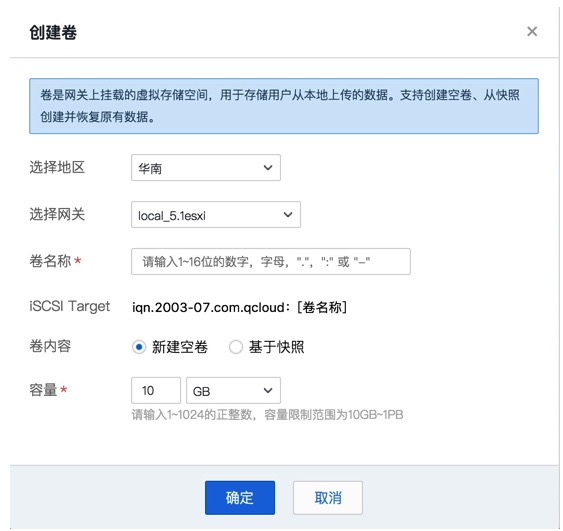 创建卷
×
卷是网关上挂载的虚拟存储空间，用于存储用户从本地上传的数据。支持创建空卷、从快照
创建并恢复原有数据。
选择地区 华南
选择网关 local_5.1esxi
卷名称* 请输入1~16位的数字，字母，"."，":" 或 "–"
iSCSI Target iqn.2003-07.com.qcloud：[卷名称]
卷内容 新建空卷 基于快照
容量* 10 GB
请输入1~1024的正整数，容量限制范围为10GB~1PB
确定 取消